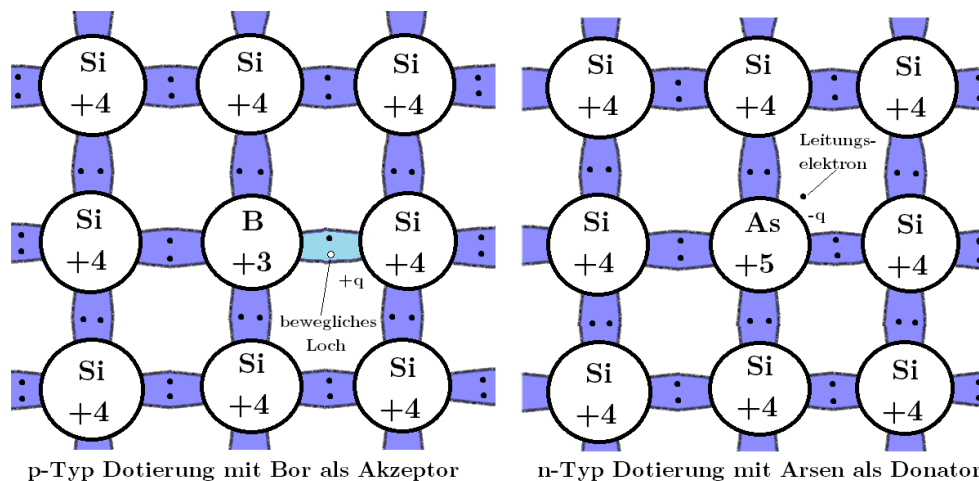 Si Si Si
+4 +4 +4
Si B Si
+4 +3 +4
+q
bewegliches
Loch
Si Si Si
+4 +4 +4
p-Typ Dotierung mit Bor als Akzeptor
Si Si Si
+4 +4 +4
Leitungs-
elektron
-q
Si As Si
+4 +5 +4
Si Si Si
+4 +4 +4
n-Typ Dotierung mit Arsen als Donator